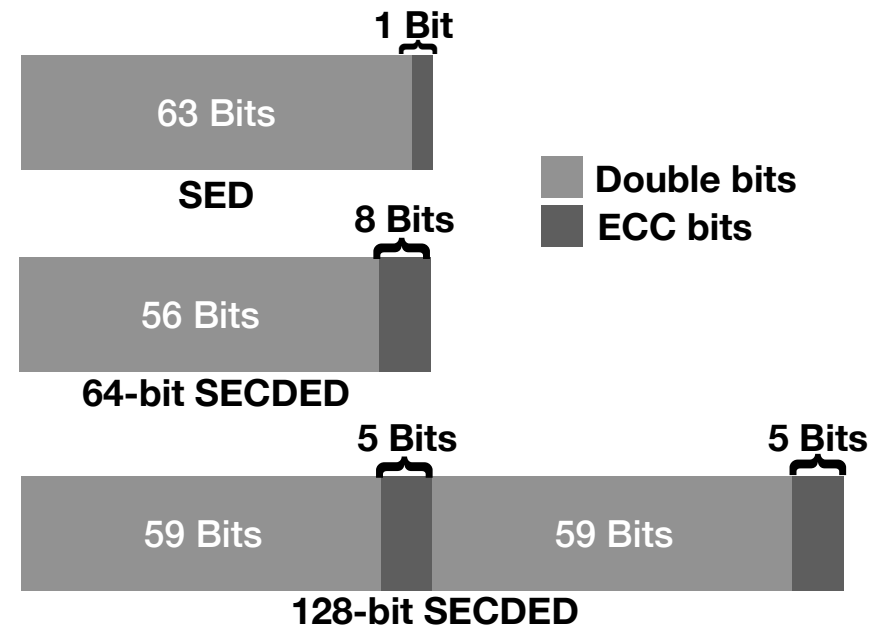 1 Bit
63 Bits
SED
Double bits
ECC bits
8 Bits
56 Bits
64-bit SECDED
5 Bits
5 Bits
59 Bits
59 Bits
128-bit SECDED